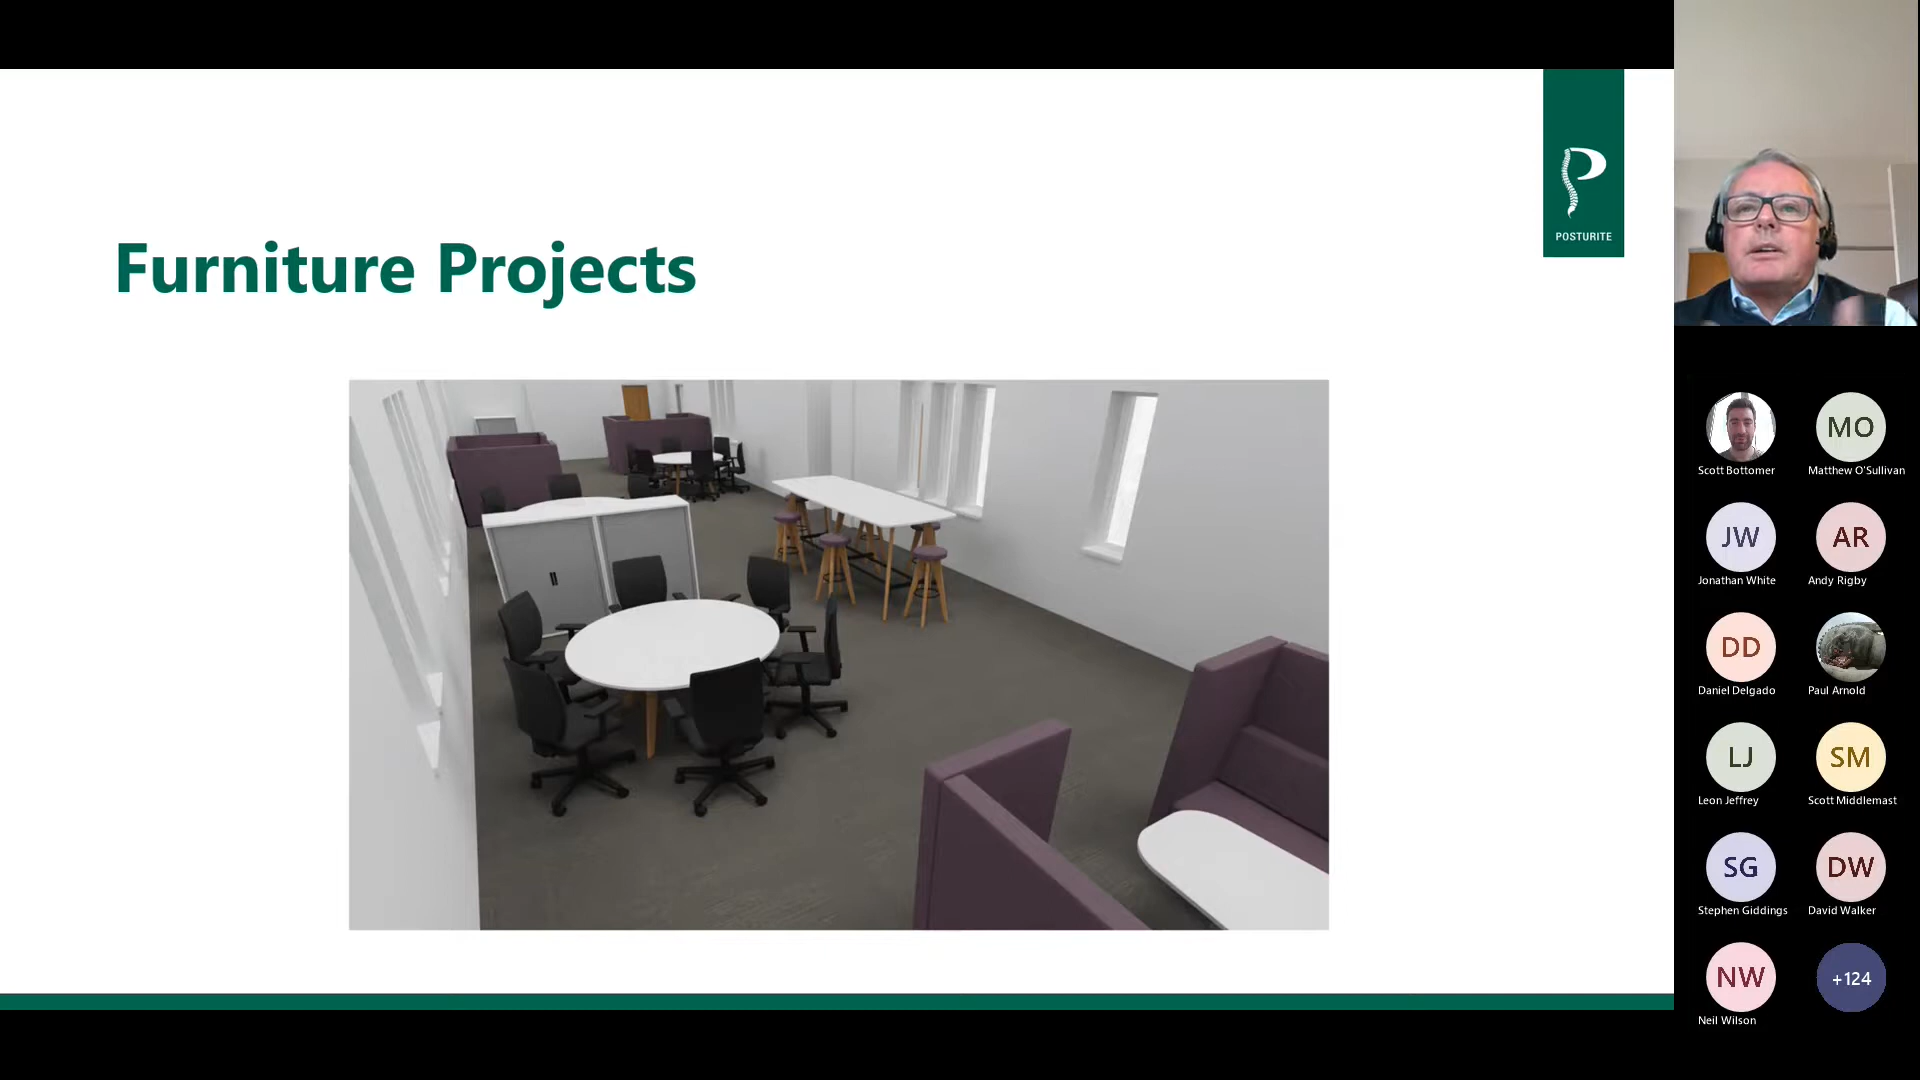 Furniture Projects
POSTURITE
Scott Bottomer
MO
Matthew O'Sullivan
JW
Jonathan White
AR
Andy Rigby
DD
Daniel Delgado
Paul Arnold
LJ
Leon Jeffrey
SM
Scott Middlemast
SG
Stephen Giddings
DW
David Walker
NW
Neil Wilson
+124